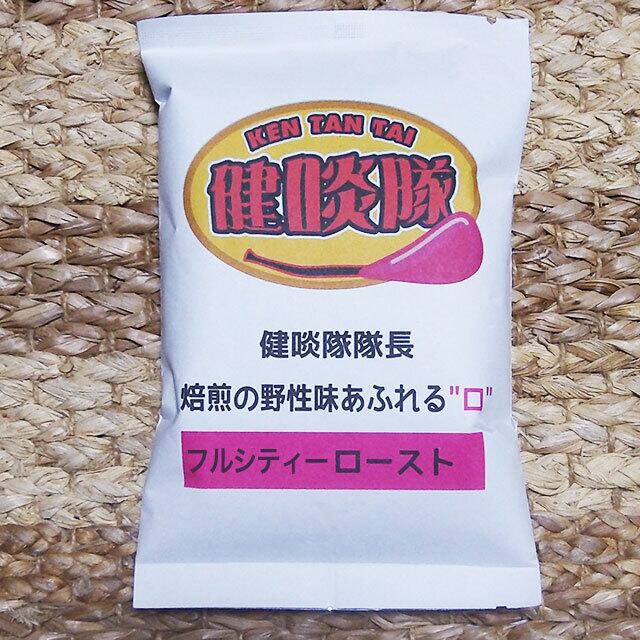 KEN TAN TAI
健啖隊
健啖隊隊長
焙煎の野性味あふれる"ロ"
フルシティーロースト